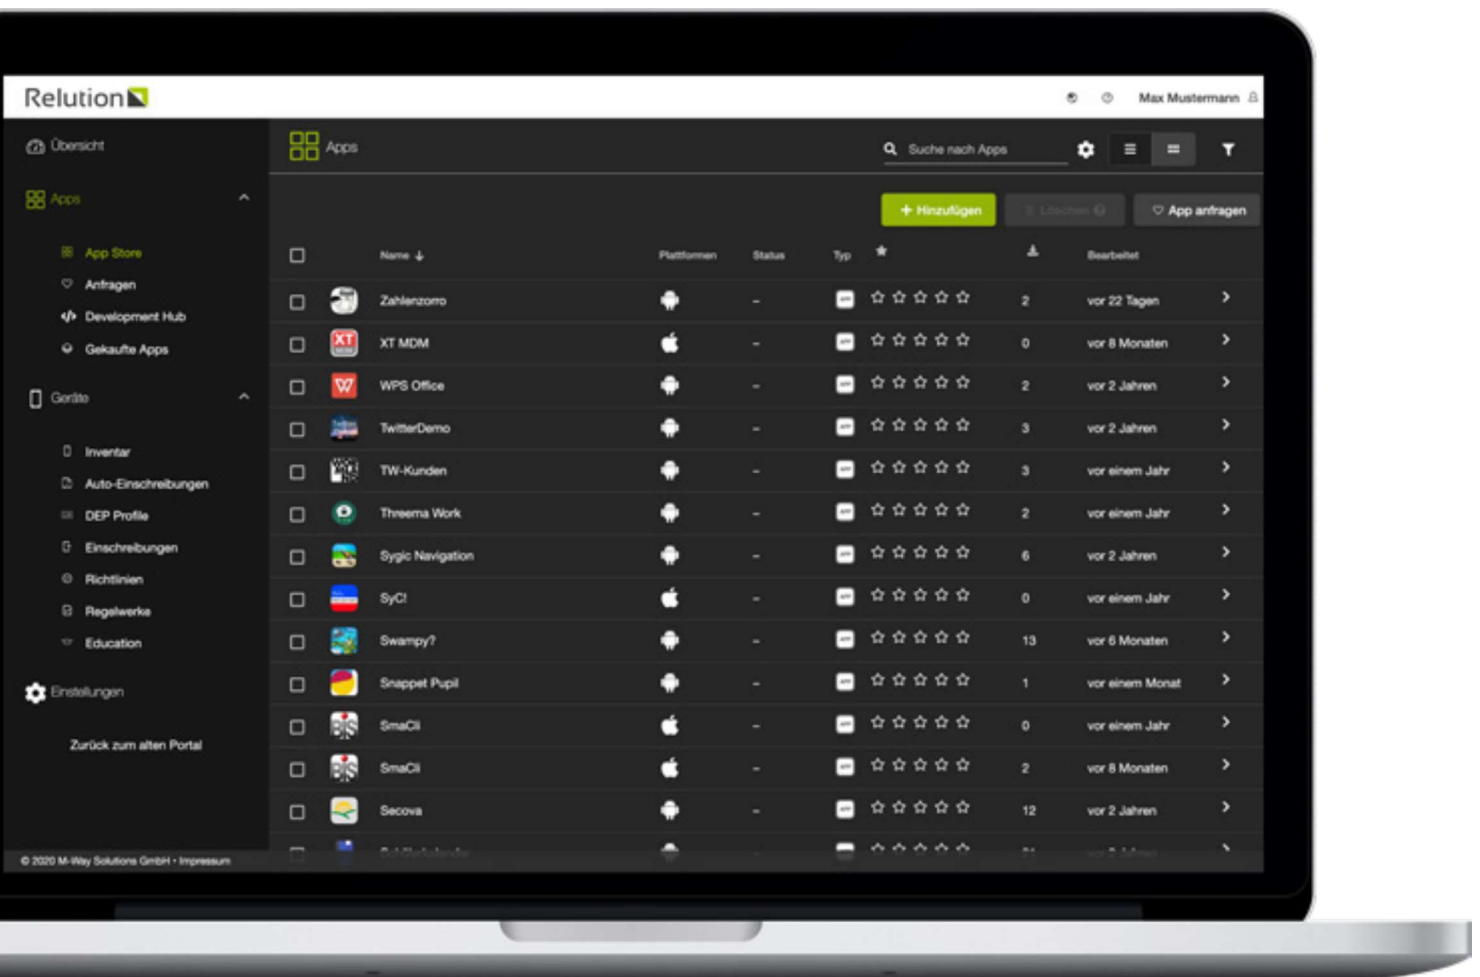 Relution
Max Mustermann
Übersicht
Apps
Suche nach Apps
Apps
+ Hinzufügen
Löschen
App anfragen
App Store
Name Plattformen Status Typ Bearbeitet
Anfragen
Zahlenzorro - 2 vor 22 Tagen
Development Hub
XT MDM - 0 vor 8 Monaten
Gekaufte Apps
WPS Office - 2 vor 2 Jahren
Geräte
TwitterDemo - 3 vor 2 Jahren
Inventar
TW-Kunden - 3 vor einem Jahr
Auto-Einschreibungen
DEP Profile
Threema Work - 2 vor einem Jahr
Einschreibungen
Sygic Navigation - 6 vor 2 Jahren
Richtlinien
SyC! - 0 vor einem Jahr
Regelwerke
Education
Swampy? - 13 vor 6 Monaten
Einstellungen
Snappet Pupil - 1 vor einem Monat
SmaCli - 0 vor einem Jahr
Zurück zum alten Portal
SmaCli - 2 vor 8 Monaten
Secova - 12 vor 2 Jahren
© 2020 M-Way Solutions GmbH • Impressum